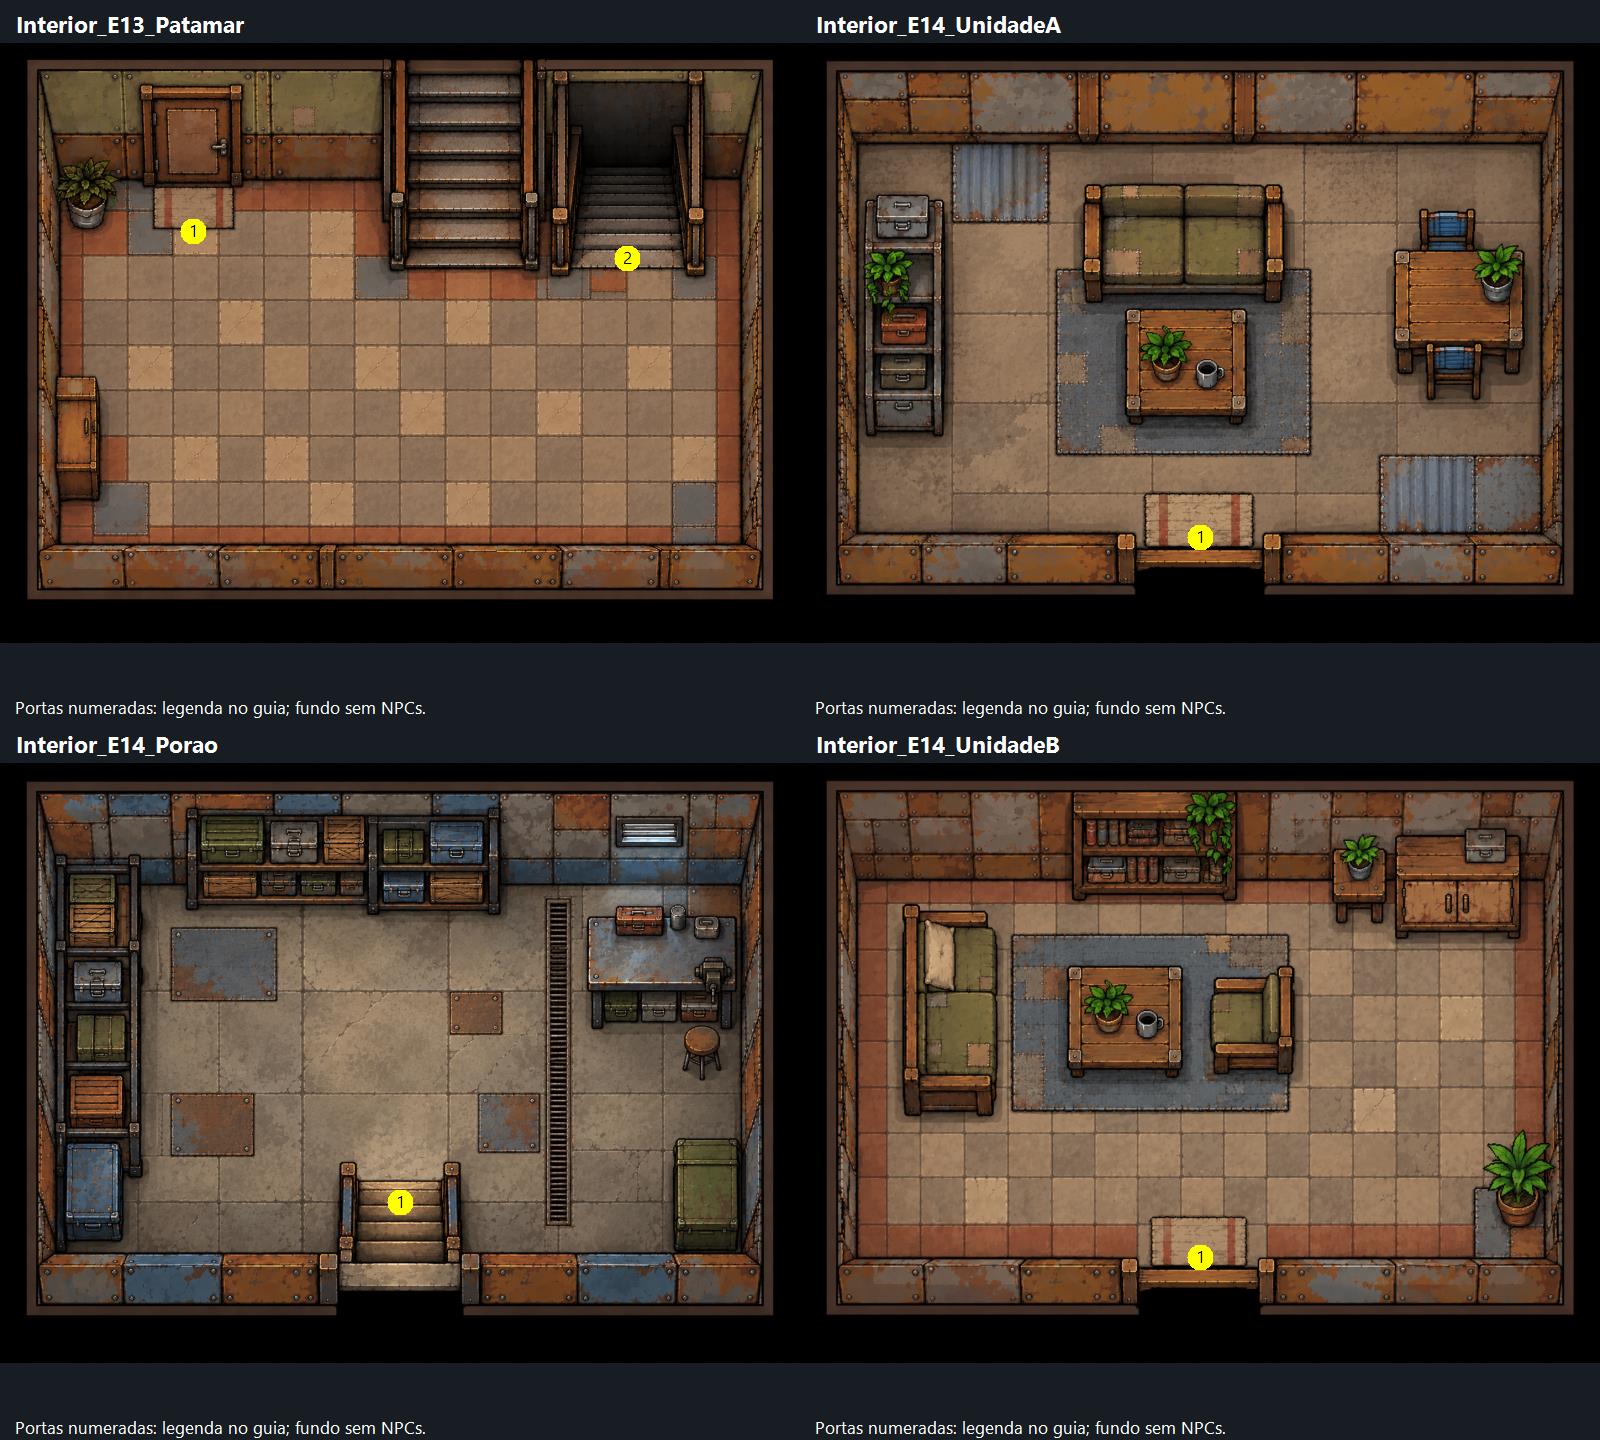 Interior_E13_Patamar
Interior_E14_UnidadeA
1
2
1
Portas numeradas: legenda no guia; fundo sem NPCs.
Portas numeradas: legenda no guia; fundo sem NPCs.
Interior_E14_Porao
Interior_E14_UnidadeB
1
1
Portas numeradas: legenda no guia; fundo sem NPCs.
Portas numeradas: legenda no guia; fundo sem NPCs.